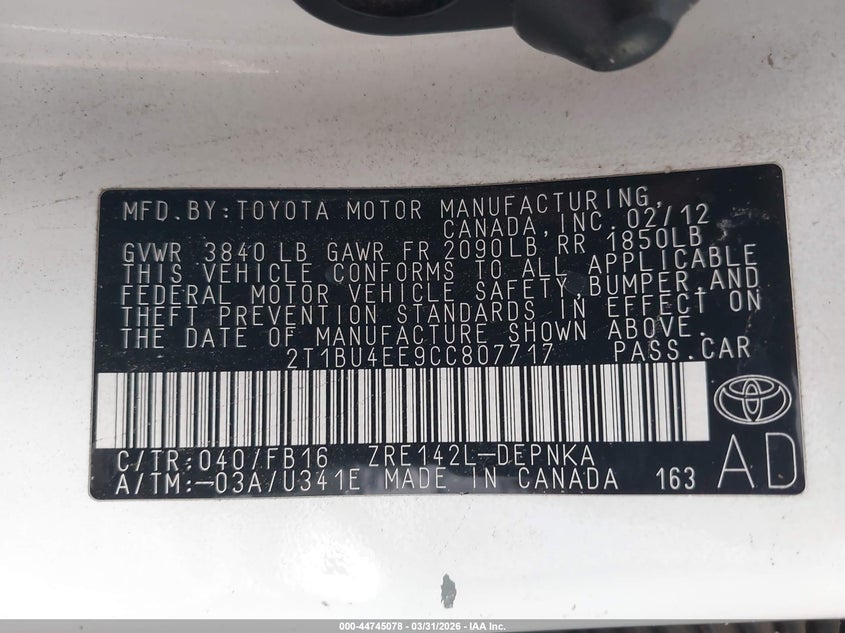 MFD.BY:TOYOTA MOTOR MANUFACTURING,
CANADA,INC. 02/12
GVWR 3840 LB GAWR FR 2090LB RR 1850LB
THIS VEHICLE CONFORMS TO ALL APPLICABLE
FEDERAL MOTOR VEHICLE SAFETY,BUMPER,AND
THEFT PREVENTION STANDARDS IN EFFECT ON
THE DATE OF MANUFACTURE SHOWN ABOVE.
2T1BU4EE9CC807717 PASS.CAR
C/TR:040/FB16 ZRE142L-DEPNKA
A/TM:-03A/U341E MADE IN CANADA 163 AD
000-44745078 - 03/31/2026 - IAA Inc.